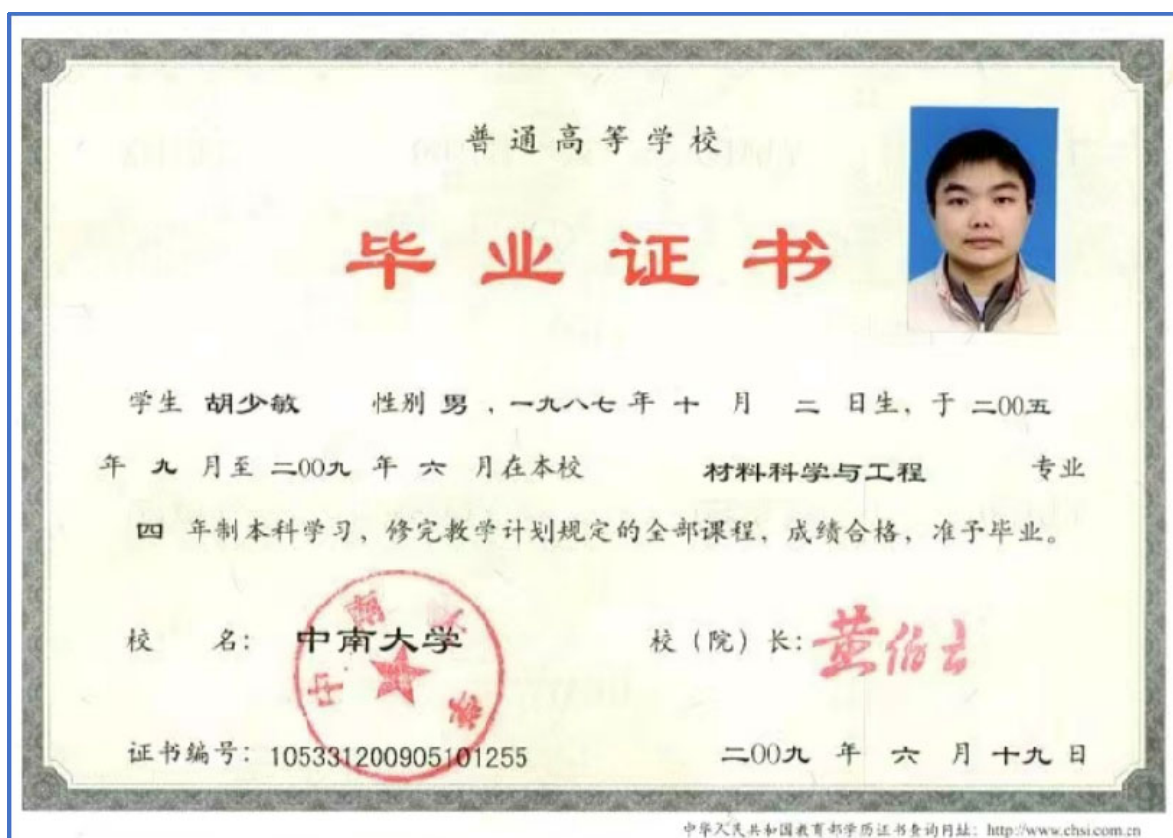 普通高等学校
毕业证书
学生 胡少敏 性别 男，一九八七年 十 月 二 日生，于 二00五
年 九 月至 二00九 年 六 月在本校 材料科学与工程 专业
四 年制本科学习，修完教学计划规定的全部课程，成绩合格，准予毕业。
校 名： 中南大学 校（院）长：黄伯云
中南大学
证书编号：105331200905101255 二00九 年 六 月 十九 日
中华人民共和国教育部学历证书查询网址：http://www.chsi.com.cn